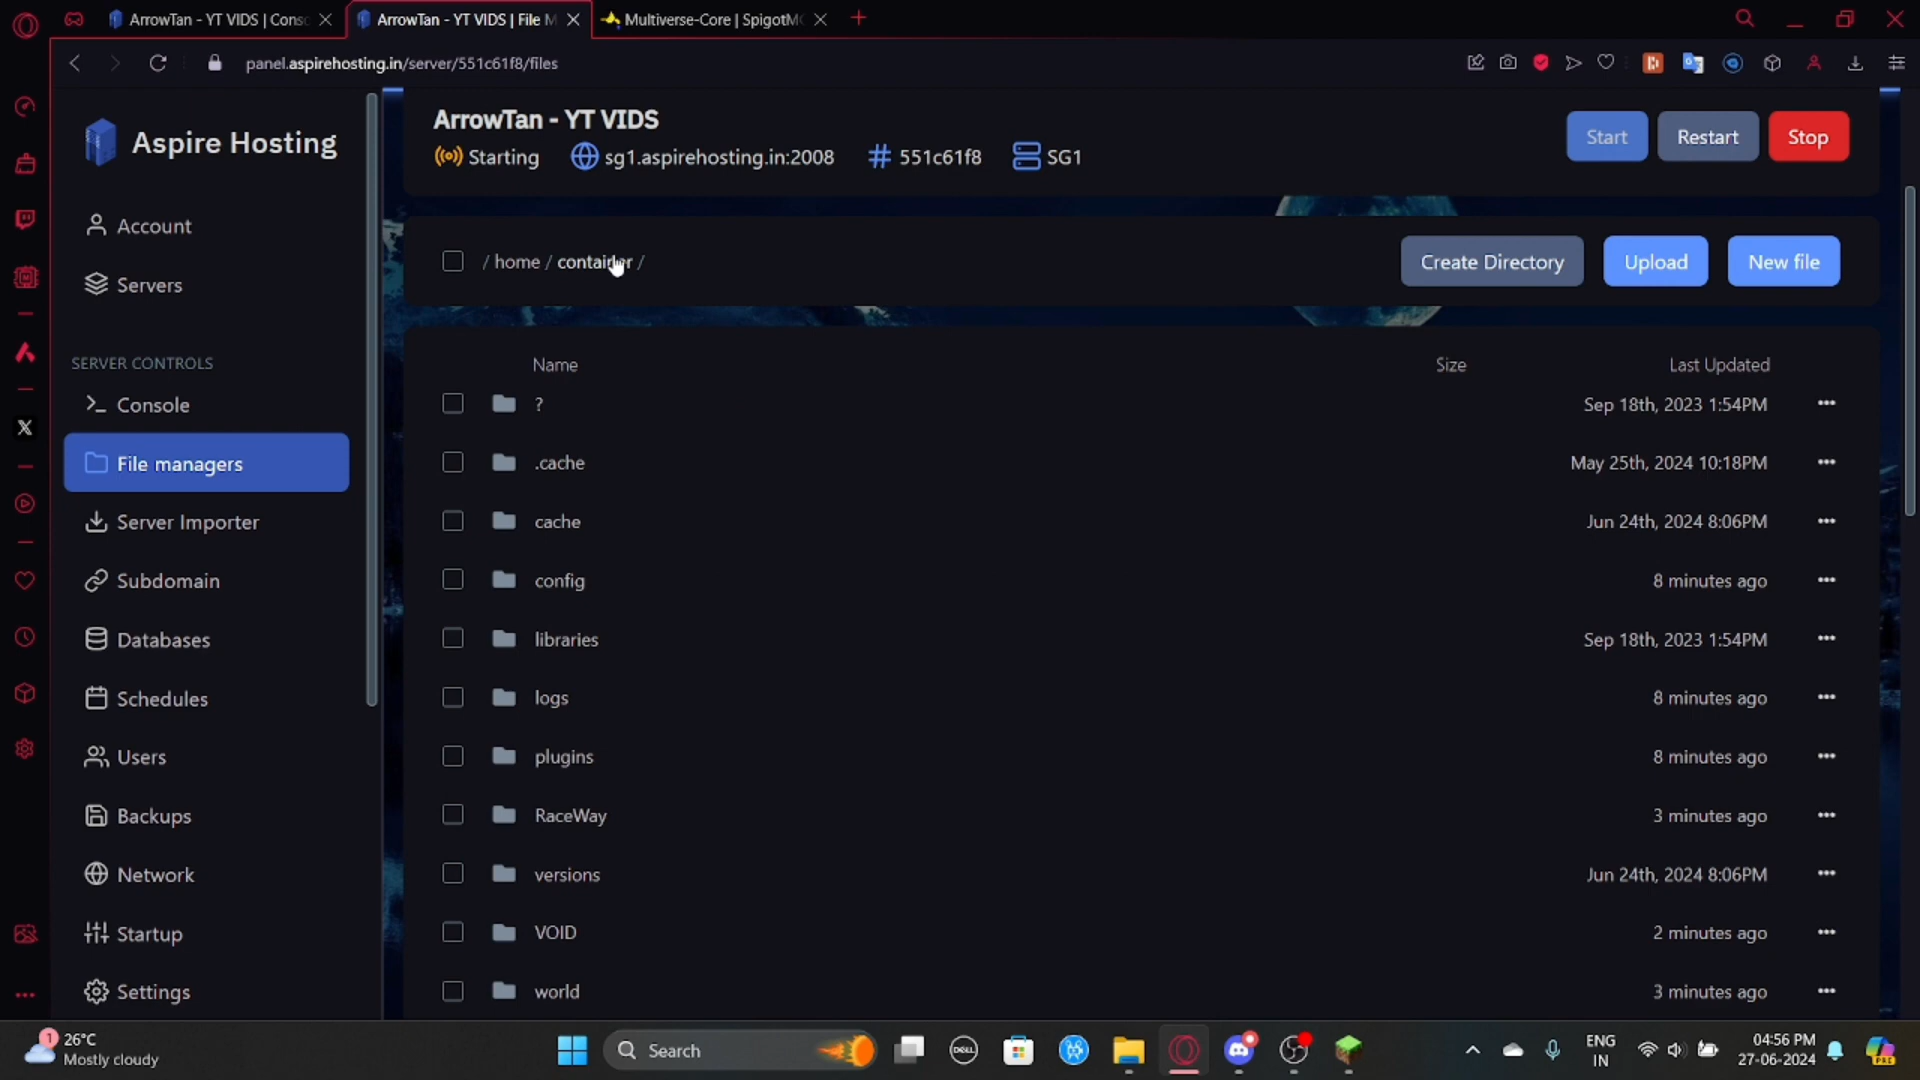 ArrowTan - YT VIDS | Conso
ArrowTan - YT VIDS | File M
Multiverse-Core | SpigotM
panel.aspirehosting.in/server/551c61f8/files
Aspire Hosting
Account
Servers
SERVER CONTROLS
Console
File managers
Server Importer
Subdomain
Databases
Schedules
Users
Backups
Network
Startup
Settings
ArrowTan - YT VIDS
Starting sg1.aspirehosting.in:2008 # 551c61f8 SG1
Start Restart Stop
/ home / container /
Create Directory Upload New file
Name Size Last Updated
? Sep 18th, 2023 1:54PM
.cache May 25th, 2024 10:18PM
cache Jun 24th, 2024 8:06PM
config 8 minutes ago
libraries Sep 18th, 2023 1:54PM
logs 8 minutes ago
plugins 8 minutes ago
RaceWay 3 minutes ago
versions Jun 24th, 2024 8:06PM
VOID 2 minutes ago
world 3 minutes ago
1
26°C
Mostly cloudy
Search
DELL
ENG
IN
04:56 PM
27-06-2024
PRE